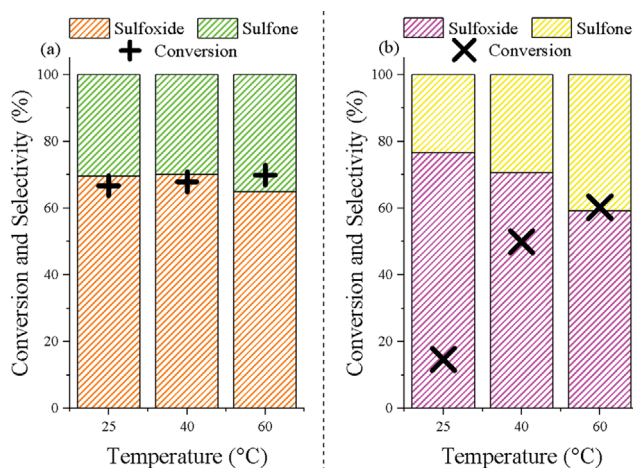 Sulfoxide Sulfone
(a) Conversion
100
80
60
40
20
0
25 40 60
Temperature (°C)
Conversion and Selectivity (%)
Sulfoxide Sulfone
(b) Conversion
100
80
60
40
20
0
25 40 60
Temperature (°C)
Conversion and Selectivity (%)